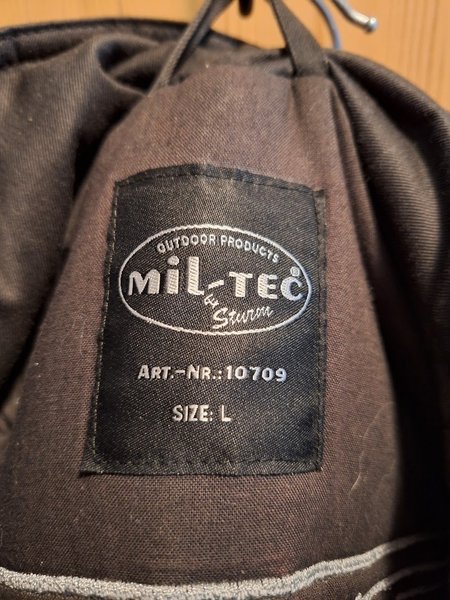 OUTDOOR PRODUCTS
MiL-TEC®
by Sturm
ART.-NR.: 10709
SIZE: L